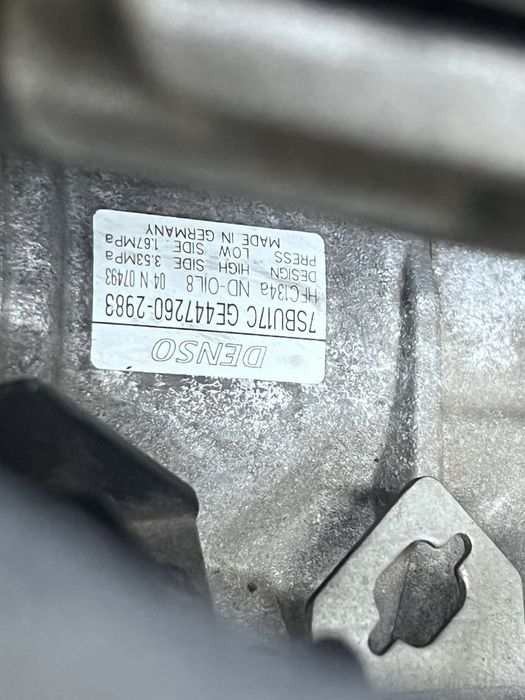 DENSO
7SBU17C GE447260-2983
HFC134a ND-OIL8 04 N 07493
DESIGN HIGH SIDE 3.53MPa
PRESS LOW SIDE 1.67MPa
MADE IN GERMANY